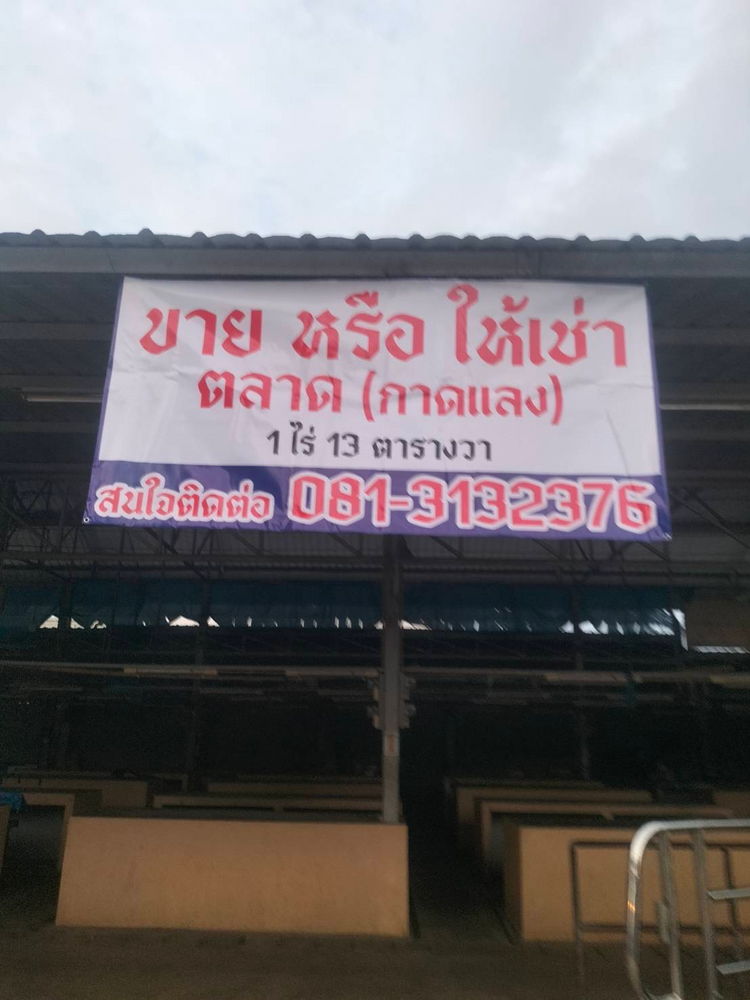 ขาย หรือ ให้เช่า
ตลาด (กาดแลง)
1 ไร่ 13 ตารางวา
สนใจติดต่อ 081-3132376